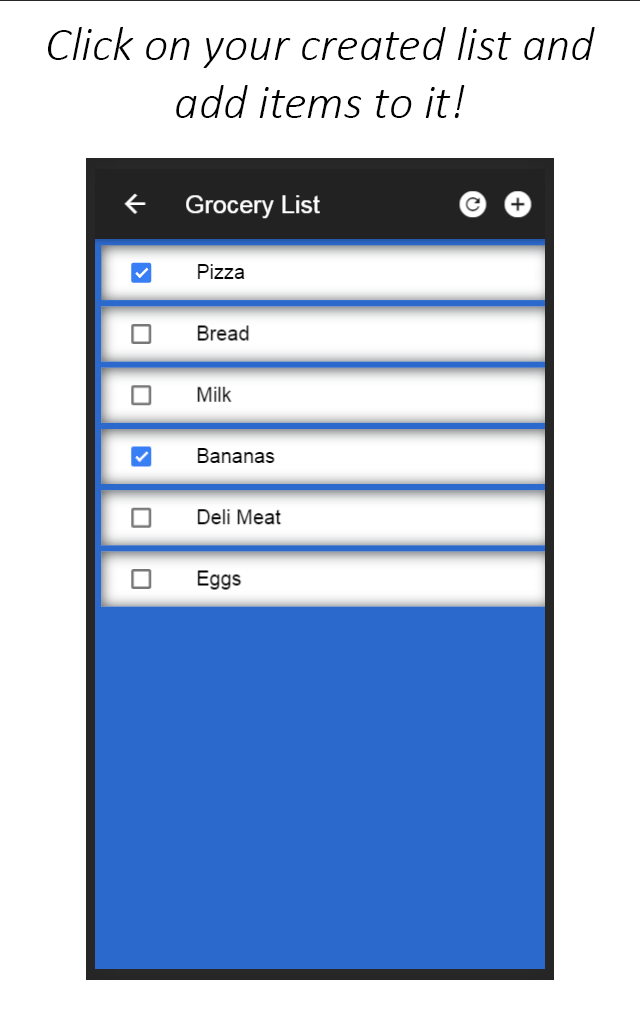 Click on your created list and
add items to it!
Grocery List
Pizza
Bread
Milk
Bananas
Deli Meat
Eggs